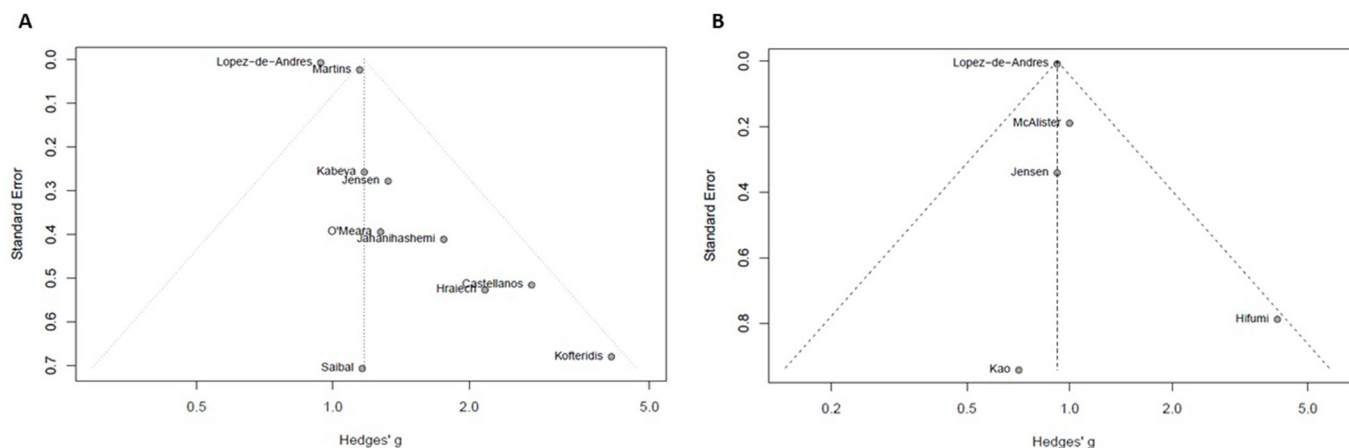 A
B
0.0
0.1
0.2
0.3
0.4
0.5
0.6
0.7
Standard Error
Lopez-de-Andres
Martins
Kabeya
Jensen
O'Meara
Jahanihashemi
Castellanos
Hraiech
Kofteridis
Saibal
0.5
1.0
2.0
5.0
Hedges' g
0.0
0.2
0.4
0.6
0.8
Standard Error
Lopez-de-Andres
McAlister
Jensen
Hifumi
Kao
0.2
0.5
1.0
2.0
5.0
Hedges' g